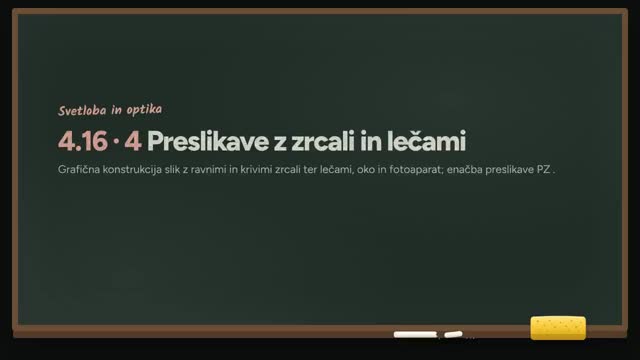 Svetloba in optika
4.16 · 4 Preslikave z zrcali in lečami
Grafična konstrukcija slik z ravnimi in krivimi zrcali ter lečami, oko in fotoaparat; enačba preslikave PZ .